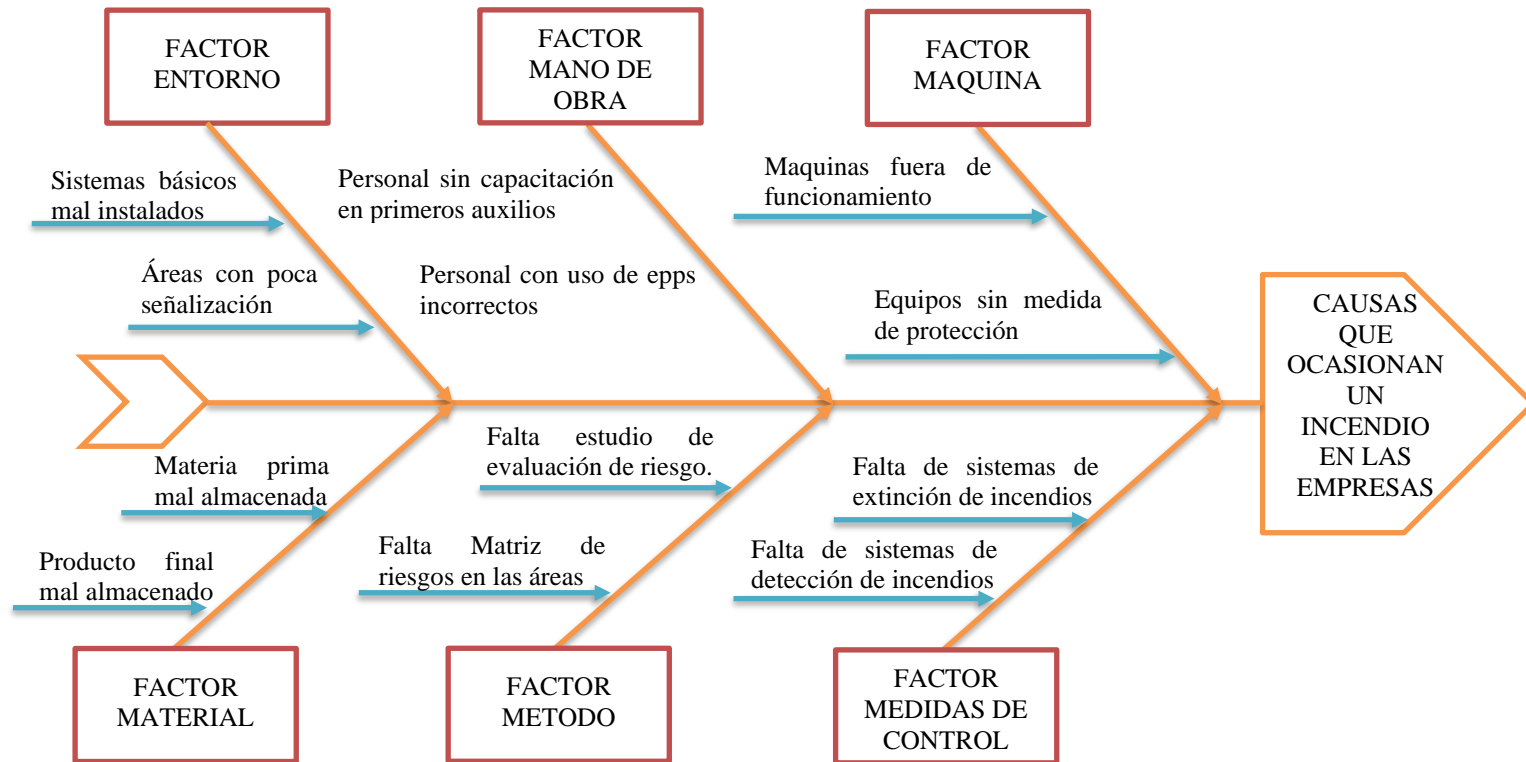 FACTOR
ENTORNO
FACTOR
MANO DE
OBRA
FACTOR
MAQUINA
Sistemas básicos
mal instalados
Áreas con poca
señalización
Personal sin capacitación
en primeros auxilios
Personal con uso de epps
incorrectos
Maquinas fuera de
funcionamiento
Equipos sin medida
de protección
CAUSAS
QUE
OCASIONAN
UN
INCENDIO
EN LAS
EMPRESAS
Materia prima
mal almacenada
Producto final
mal almacenado
Falta estudio de
evaluación de riesgo.
Falta Matriz de
riesgos en las áreas
Falta de sistemas de
extinción de incendios
Falta de sistemas de
detección de incendios
FACTOR
MATERIAL
FACTOR
METODO
FACTOR
MEDIDAS DE
CONTROL